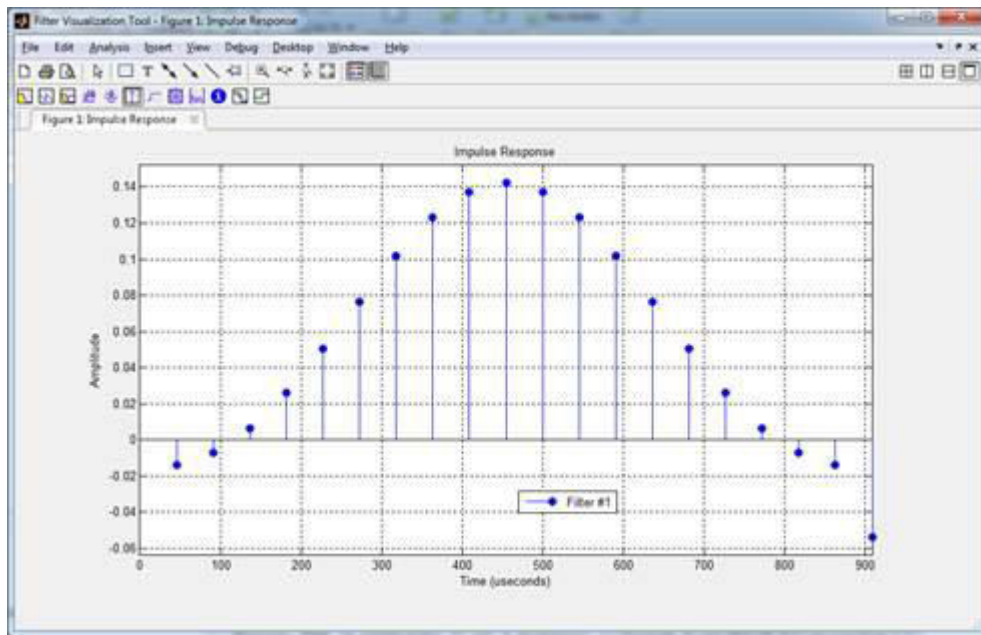 Filter Visualization Tool - Figure 1: Impulse Response
File Edit Analysis Insert View Debug Desktop Window Help
Figure 1: Impulse Response
Impulse Response
0.14
0.12
0.1
0.08
0.06
0.04
0.02
0
-0.02
-0.04
-0.06
Amplitude
Filter #1
0 100 200 300 400 500 600 700 800 900
Time (useconds)